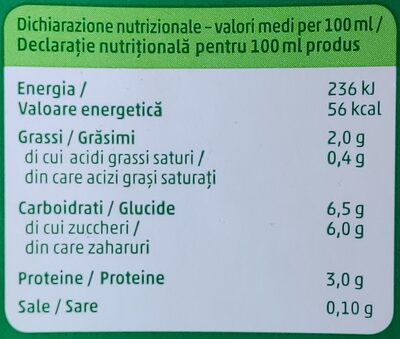 Dichiarazione nutrizionale – valori medi per 100 ml /
Declarație nutrițională pentru 100 ml produs
Energia / 236 kJ
Valoare energetică 56 kcal
Grassi / Grăsimi 2,0 g
di cui acidi grassi saturi / 0,4 g
din care acizi grași saturați
Carboidrati / Glucide 6,5 g
di cui zuccheri / 6,0 g
din care zaharuri
Proteine / Proteine 3,0 g
Sale / Sare 0,10 g